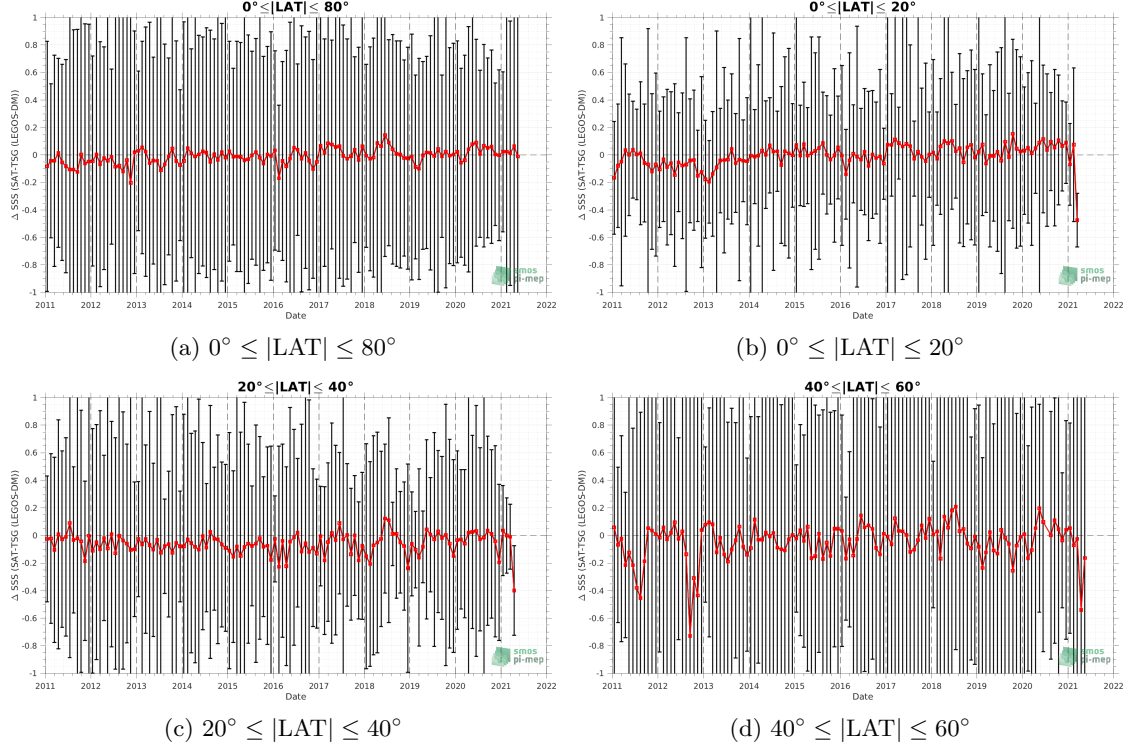 0°≤|LAT|≤ 80°
1
0.8
0.6
0.4
0.2
0
-0.2
-0.4
-0.6
-0.8
-1
Δ SSS (SAT-TSG (LEGOS-DM))
2011 2012 2013 2014 2015 2016 2017 2018 2019 2020 2021 2022
Date
smos
pi-mep
(a) 0° ≤ |LAT| ≤ 80°
0°≤|LAT|≤ 20°
1
0.8
0.6
0.4
0.2
0
-0.2
-0.4
-0.6
-0.8
-1
Δ SSS (SAT-TSG (LEGOS-DM))
2011 2012 2013 2014 2015 2016 2017 2018 2019 2020 2021 2022
Date
smos
pi-mep
(b) 0° ≤ |LAT| ≤ 20°
20°≤|LAT|≤ 40°
1
0.8
0.6
0.4
0.2
0
-0.2
-0.4
-0.6
-0.8
-1
Δ SSS (SAT-TSG (LEGOS-DM))
2011 2012 2013 2014 2015 2016 2017 2018 2019 2020 2021 2022
Date
smos
pi-mep
(c) 20° ≤ |LAT| ≤ 40°
40°≤|LAT|≤ 60°
1
0.8
0.6
0.4
0.2
0
-0.2
-0.4
-0.6
-0.8
-1
Δ SSS (SAT-TSG (LEGOS-DM))
2011 2012 2013 2014 2015 2016 2017 2018 2019 2020 2021 2022
Date
smos
pi-mep
(d) 40° ≤ |LAT| ≤ 60°